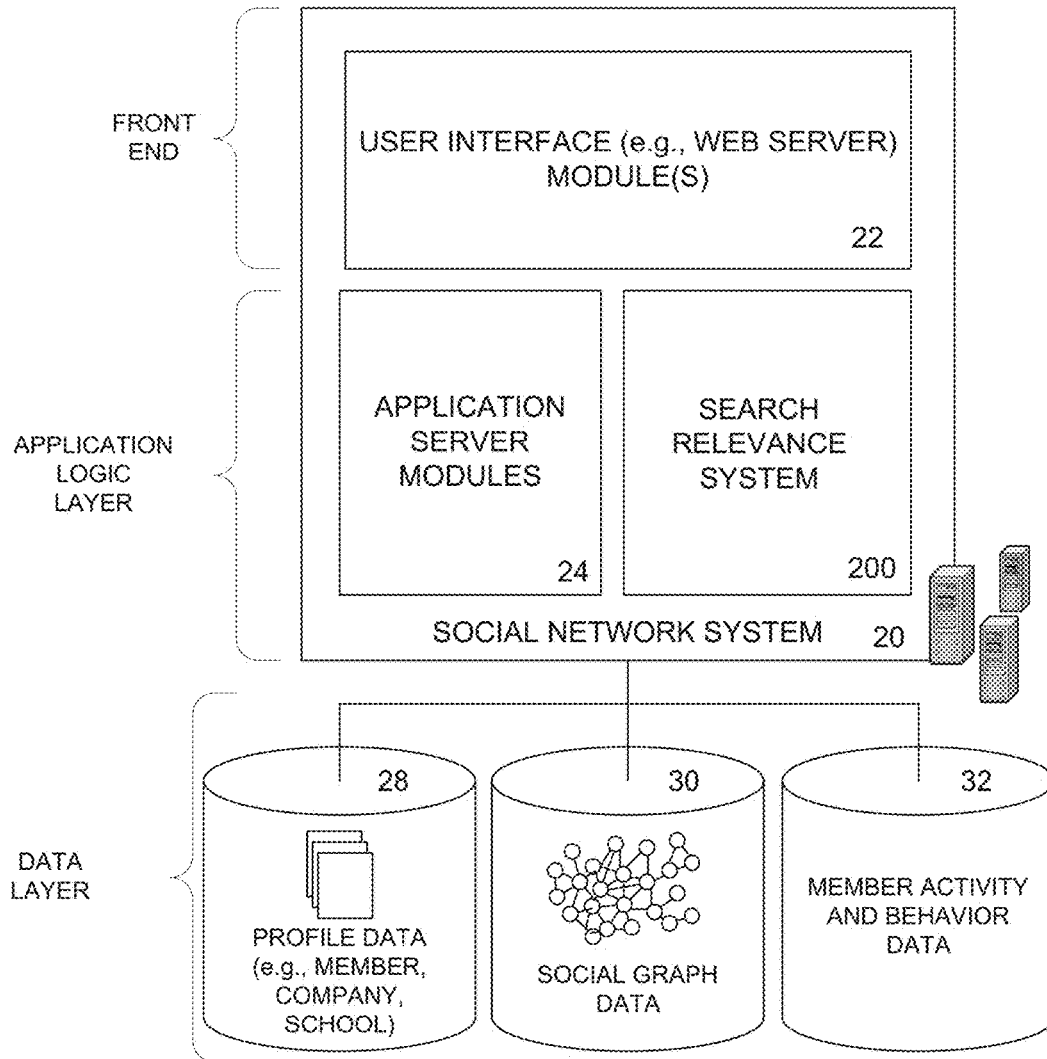 FRONT
END
USER INTERFACE (e.g., WEB SERVER)
MODULE(S)
22
APPLICATION
LOGIC
LAYER
APPLICATION
SERVER
MODULES
24
SEARCH
RELEVANCE
SYSTEM
200
SOCIAL NETWORK SYSTEM
20
DATA
LAYER
28
PROFILE DATA
(e.g., MEMBER,
COMPANY,
SCHOOL)
30
SOCIAL GRAPH
DATA
32
MEMBER ACTIVITY
AND BEHAVIOR
DATA